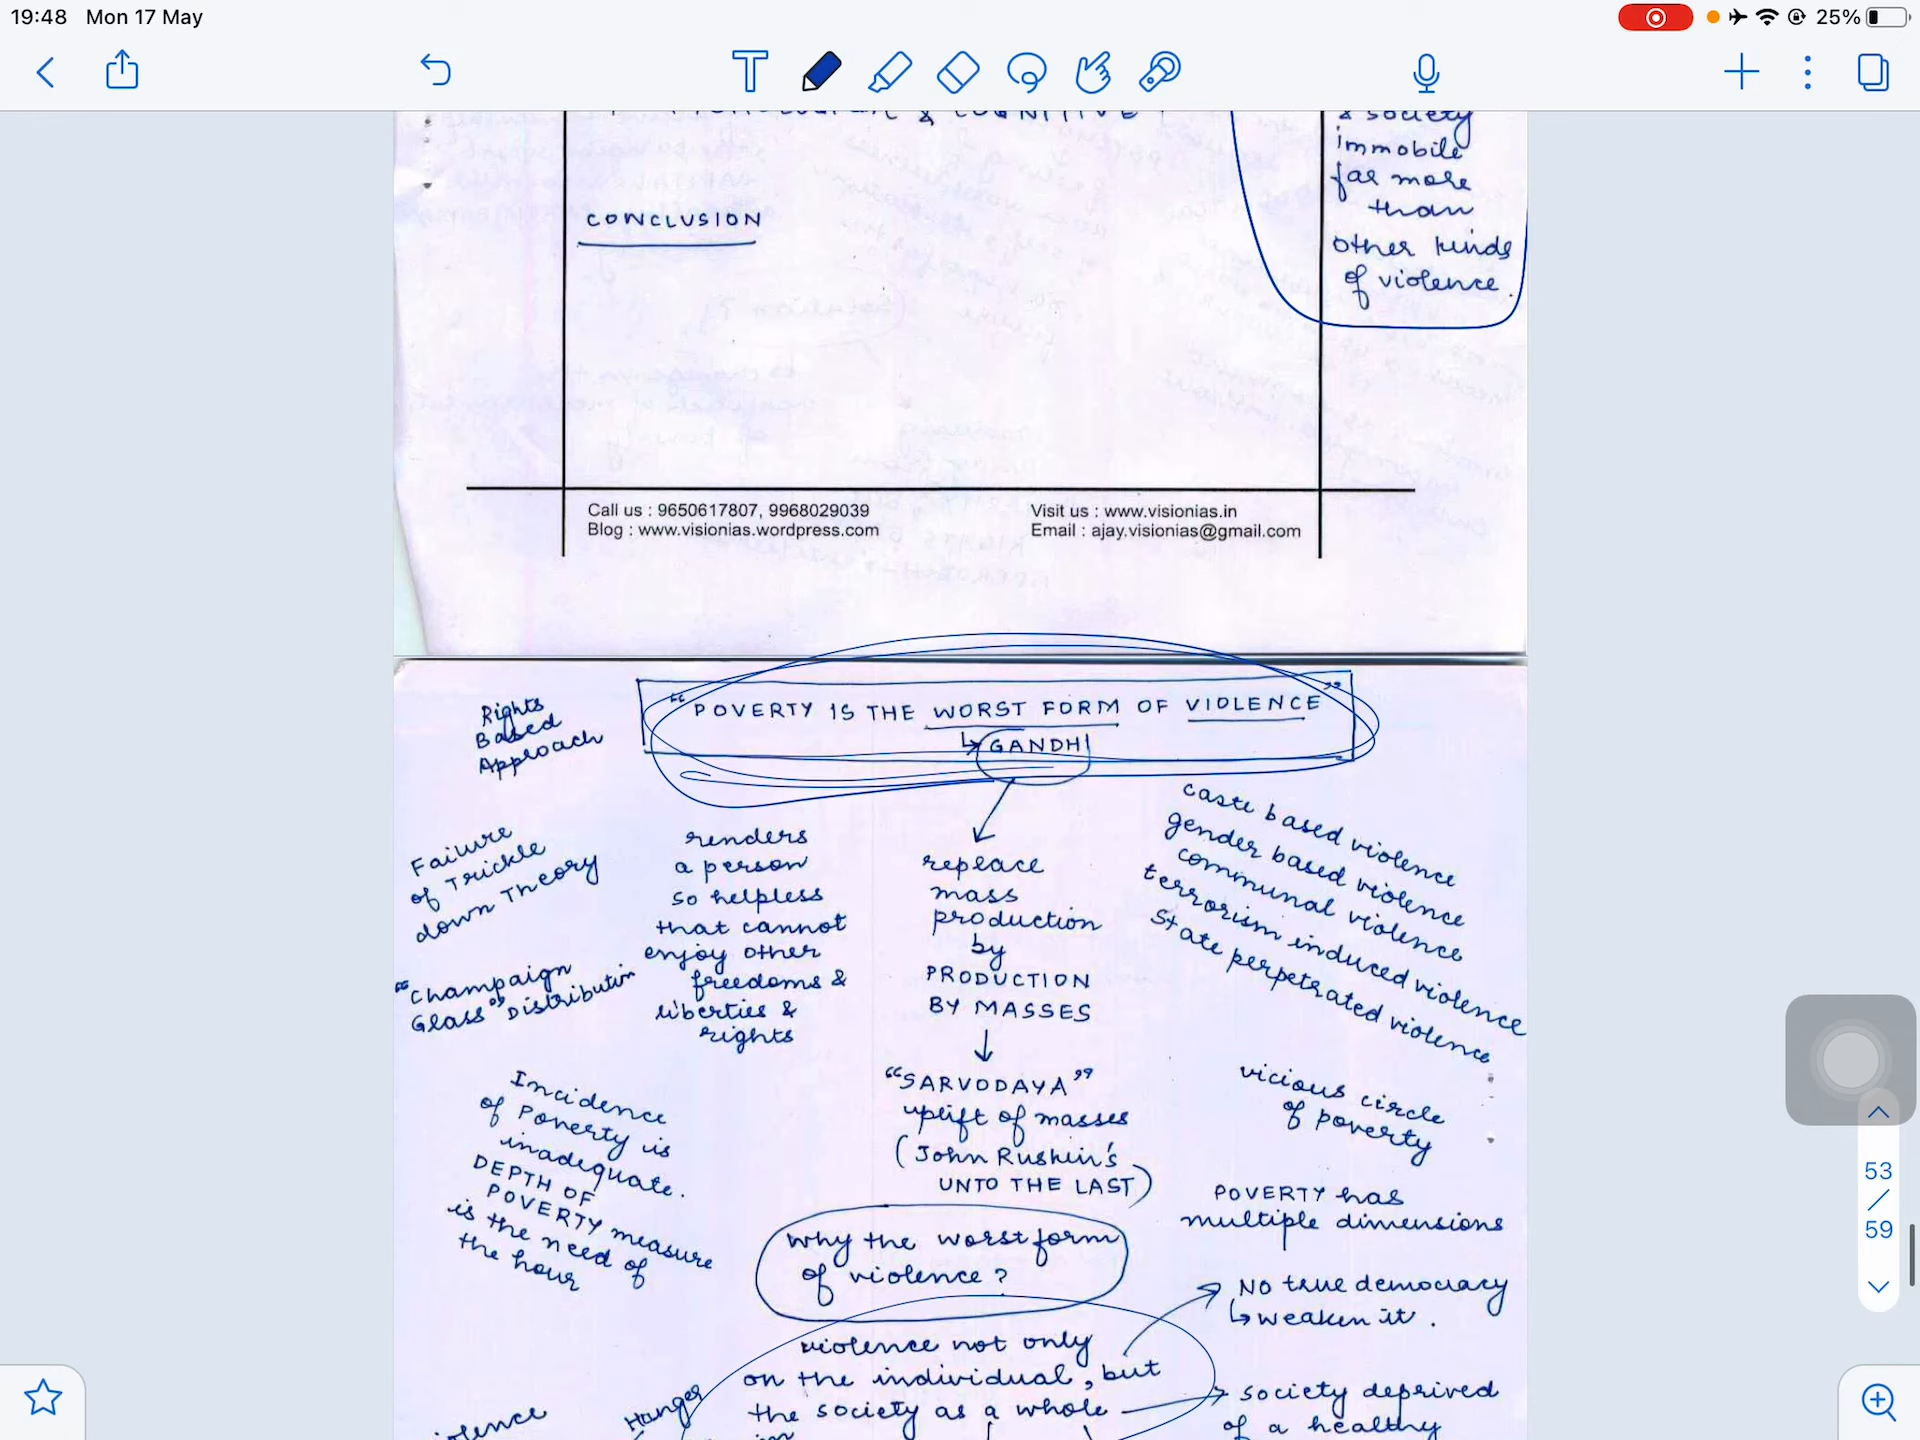 19:48 Mon 17 May
25%
T
& COGNITIVE
& society
immobile
far more
than
other kinds
of violence.
CONCLUSION
Call us : 9650617807, 9968029039
Blog : www.visionias.wordpress.com
Visit us : www.visionias.in
Email : ajay.visionias@gmail.com
Rights
Based
Approach
"POVERTY IS THE WORST FORM OF VIOLENCE"
↳ GANDHI
Failure
of Trickle
down Theory
"Champaign
Glass" Distribution
renders
a person
so helpless
that cannot
enjoy other
freedoms &
liberties &
rights
replace
mass
production
by
PRODUCTION
BY MASSES
"SARVODAYA"
uplift of masses
(John Ruskin's
UNTO THE LAST)
caste based violence
gender based violence
communal violence
terrorism induced violence
State perpetrated violence
vicious circle
of poverty
POVERTY has
multiple dimensions
Incidence
of Poverty is
inadequate.
DEPTH OF
POVERTY measure
is the need of
the hour
why the worst form
of violence?
No true democracy
↳ weaken it.
violence not only
on the individual, but
the society as a whole
society deprived
of a healthy
Hunger
53
/
59